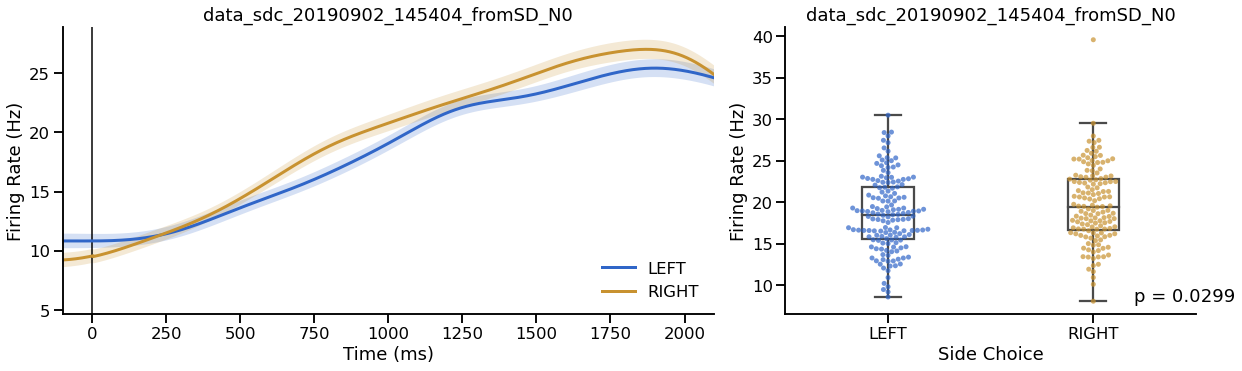 data_sdc_20190902_145404_fromSD_N0
Firing Rate (Hz)
25
20
15
10
5
0
250
500
750
1000
1250
1500
1750
2000
Time (ms)
LEFT
RIGHT
data_sdc_20190902_145404_fromSD_N0
Firing Rate (Hz)
40
35
30
25
20
15
10
p = 0.0299
LEFT
RIGHT
Side Choice